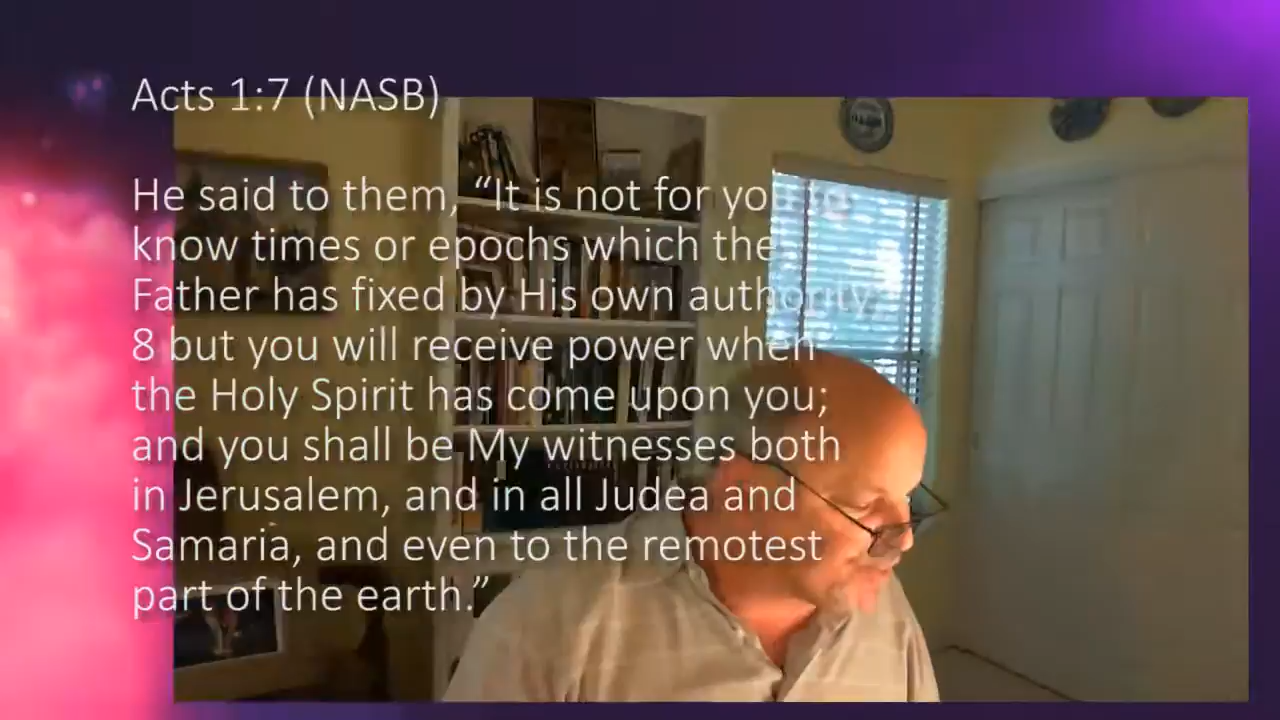 Acts 1:7 (NASB)
He said to them, “It is not for you to
know times or epochs which the
Father has fixed by His own authority;
8 but you will receive power when
the Holy Spirit has come upon you;
and you shall be My witnesses both
in Jerusalem, and in all Judea and
Samaria, and even to the remotest
part of the earth.”